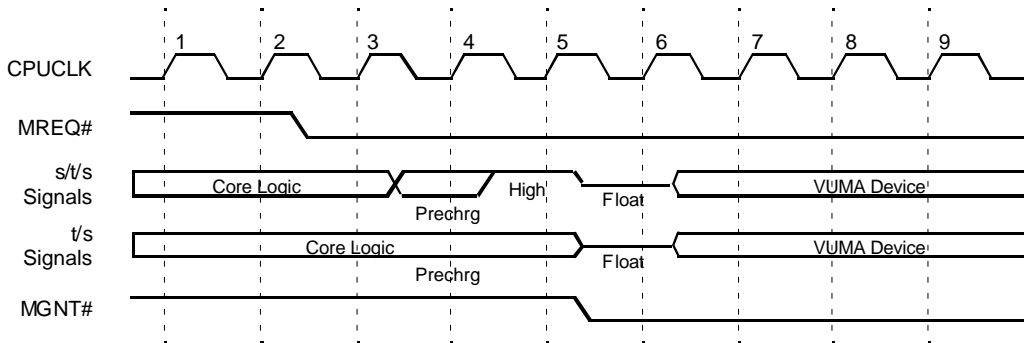 1 2 3 4 5 6 7 8 9
CPUCLK
MREQ#
s/t/s
Signals
Core Logic
Prechrg
High
Float
VUMA Device
t/s
Signals
Core Logic
Prechrg
Float
VUMA Device
MGNT#